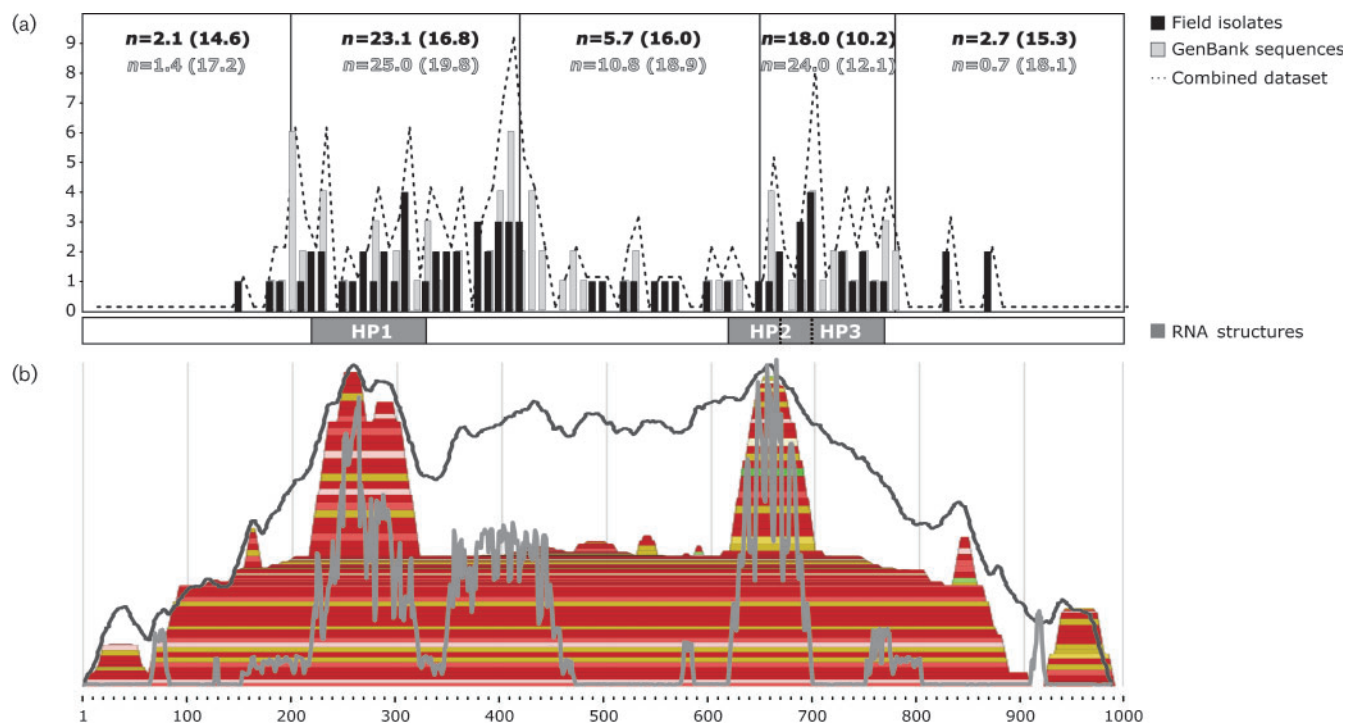 (a)
n=2.1 (14.6) n=23.1 (16.8) n=5.7 (16.0) n=18.0 (10.2) n=2.7 (15.3)
n=1.4 (17.2) n=25.0 (19.8) n=10.8 (18.9) n=24.0 (12.1) n=0.7 (18.1)
9
8
7
6
5
4
3
2
1
0
Field isolates
GenBank sequences
Combined dataset
HP1 HP2 HP3
RNA structures
(b)
1 100 200 300 400 500 600 700 800 900 1000